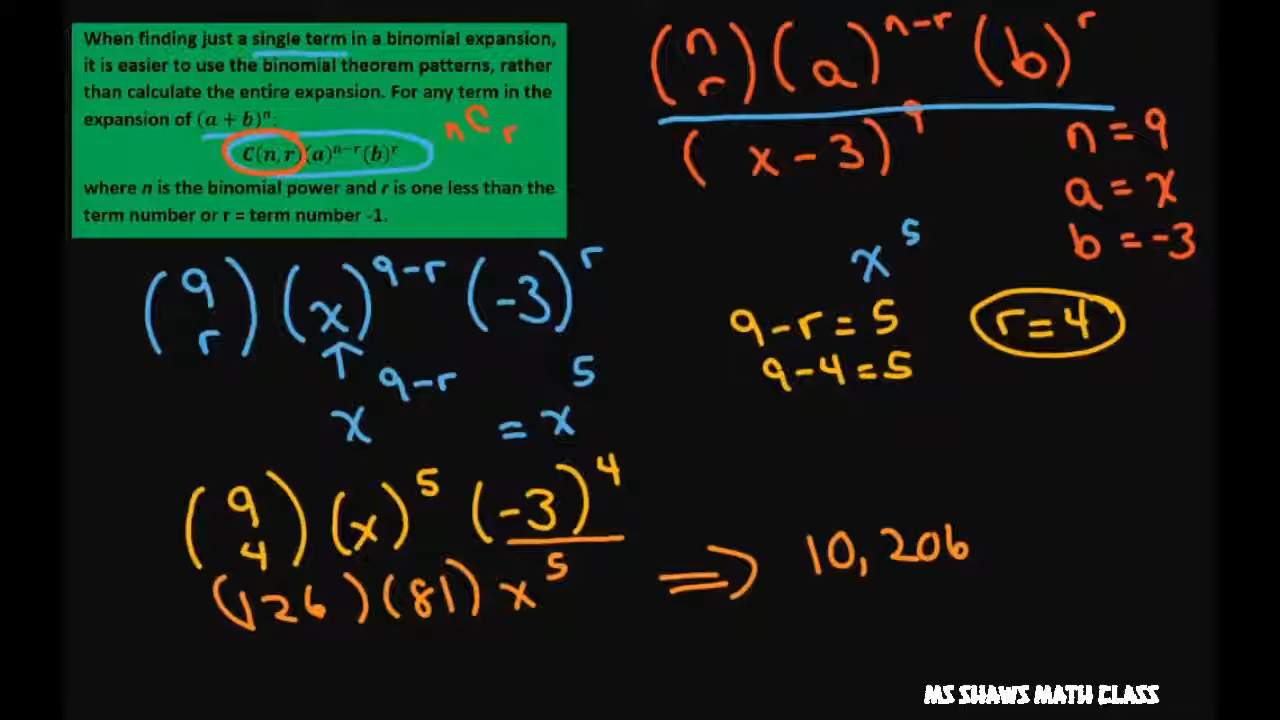 When finding just a single term in a binomial expansion,
it is easier to use the binomial theorem patterns, rather
than calculate the entire expansion. For any term in the
expansion of (a + b)ⁿ:
C(n, r)(a)ⁿ⁻ʳ(b)ʳ
nCr
where n is the binomial power and r is one less than the
term number or r = term number -1.
(n r)(a)ⁿ⁻ʳ (b)ʳ
(x - 3)⁹
n = 9
a = x
b = -3
(9 r)(x)⁹⁻ʳ(-3)ʳ
x⁹⁻ʳ = x⁵
x⁵
9 - r = 5
r = 4
9 - 4 = 5
(9 4)(x)⁵(-3)⁴
(126)(81)x⁵ ⇒ 10,206
MS SHAWS MATH CLASS